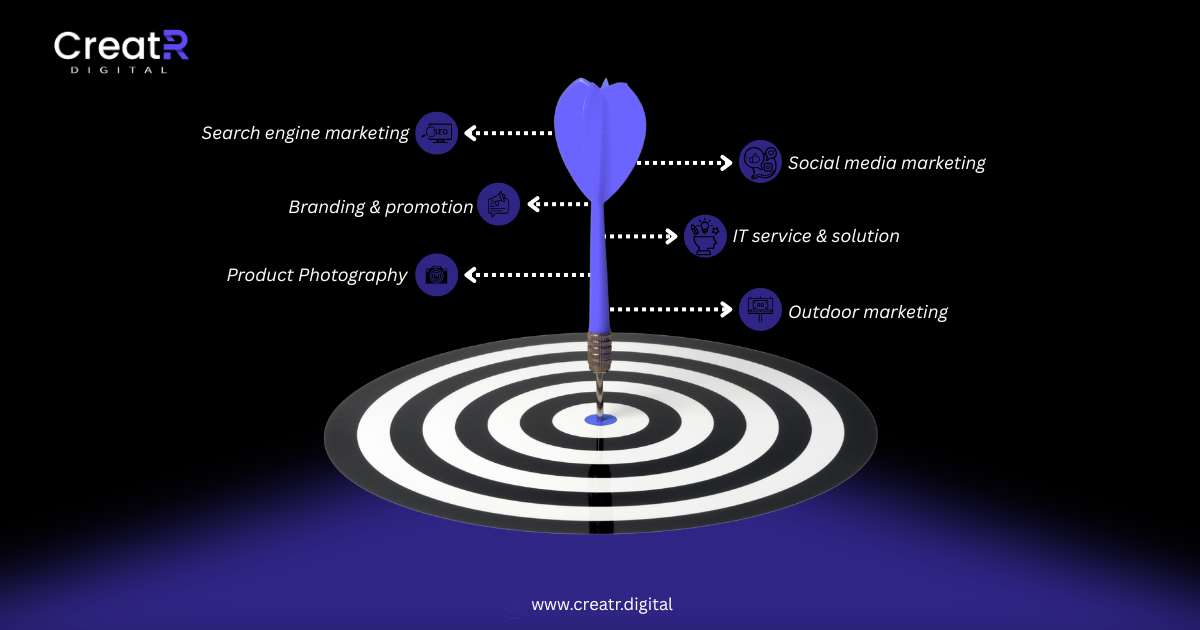 CreatR
DIGITAL
Search engine marketing
SEO
Social media marketing
Branding & promotion
IT service & solution
Product Photography
AD
Outdoor marketing
www.creatr.digital